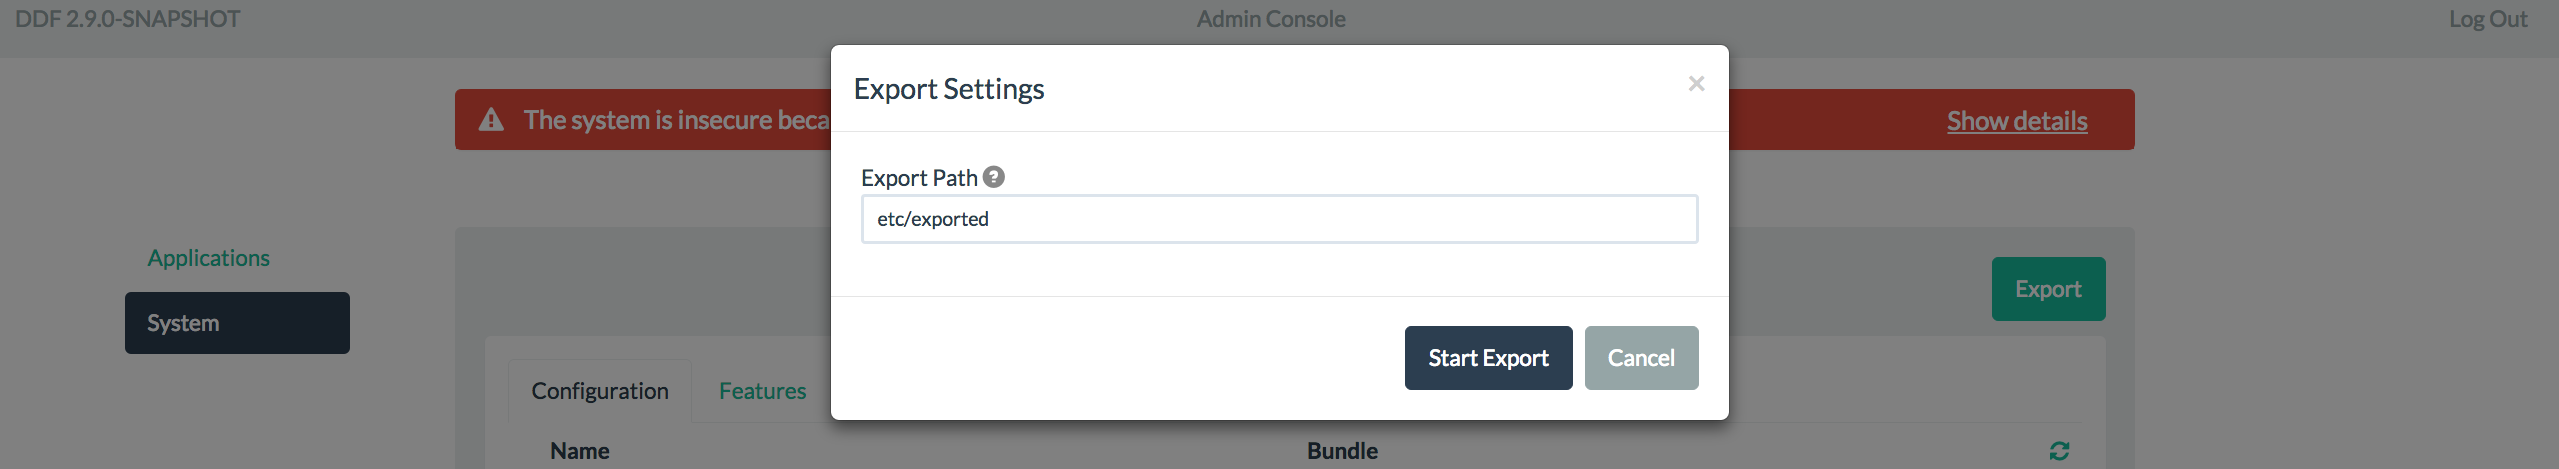 DDF 2.9.0-SNAPSHOT Admin Console Log Out
Export Settings ×
The system is insecure beca Show details
Export Path ?
etc/exported
Applications
Export
System
Start Export Cancel
Configuration Features
Name Bundle